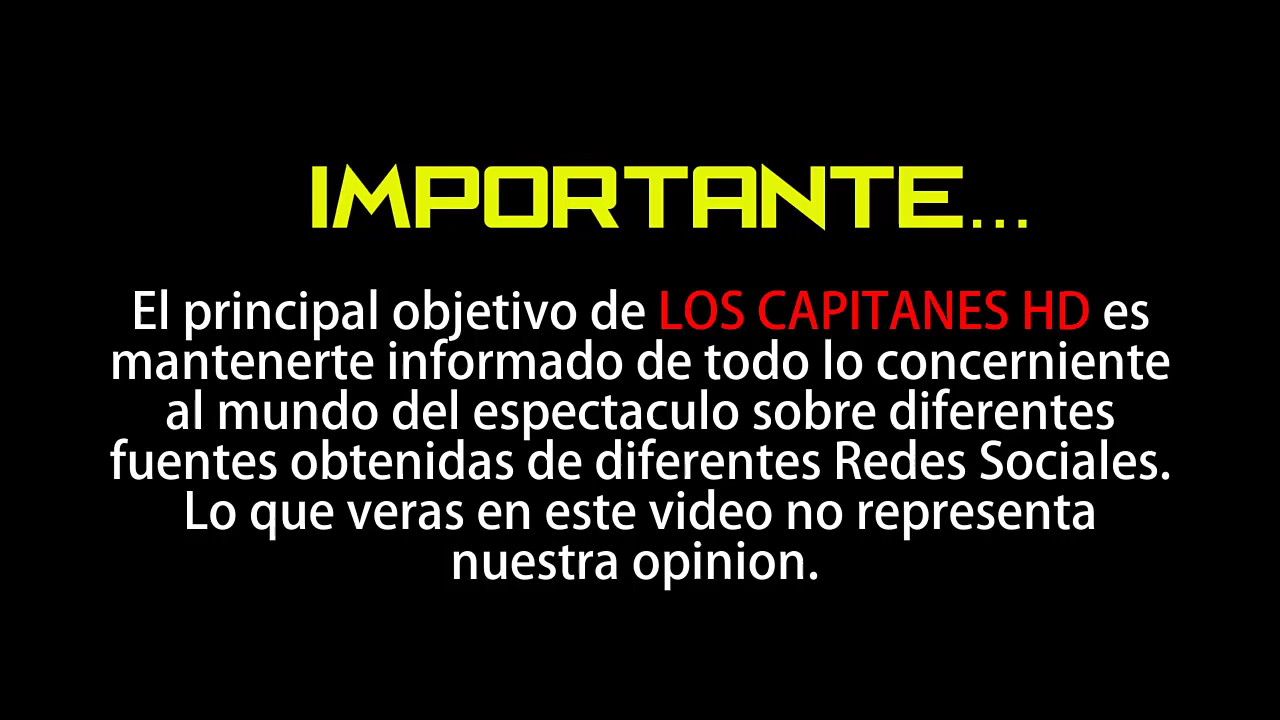 IMPORTANTE...
El principal objetivo de LOS CAPITANES HD es
mantenerte informado de todo lo concerniente
al mundo del espectaculo sobre diferentes
fuentes obtenidas de diferentes Redes Sociales.
Lo que veras en este video no representa
nuestra opinion.